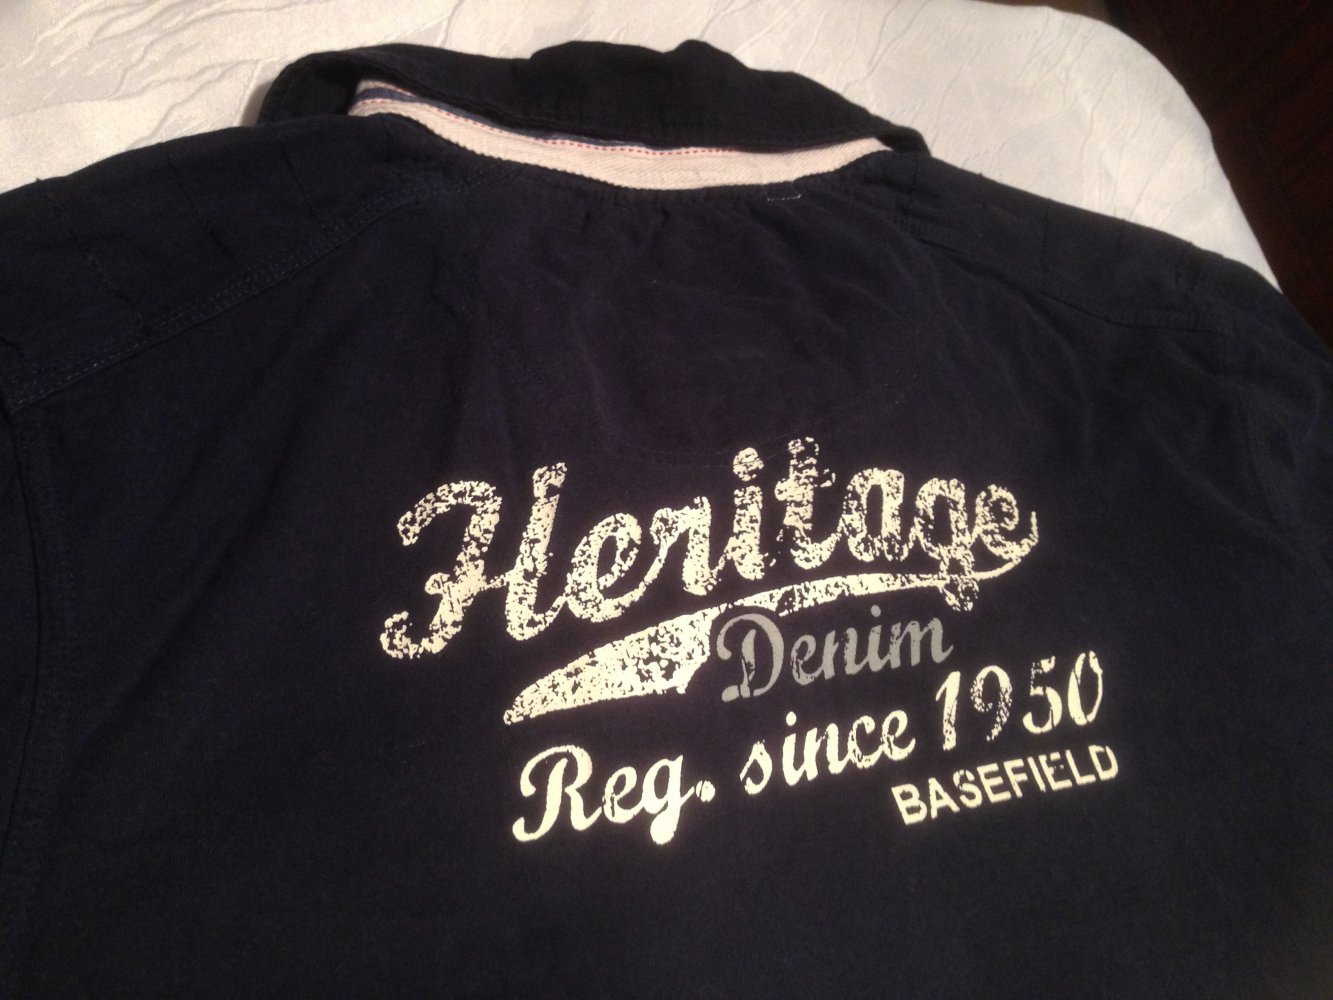 Heritage
Denim
Reg. since 1950
BASEFIELD